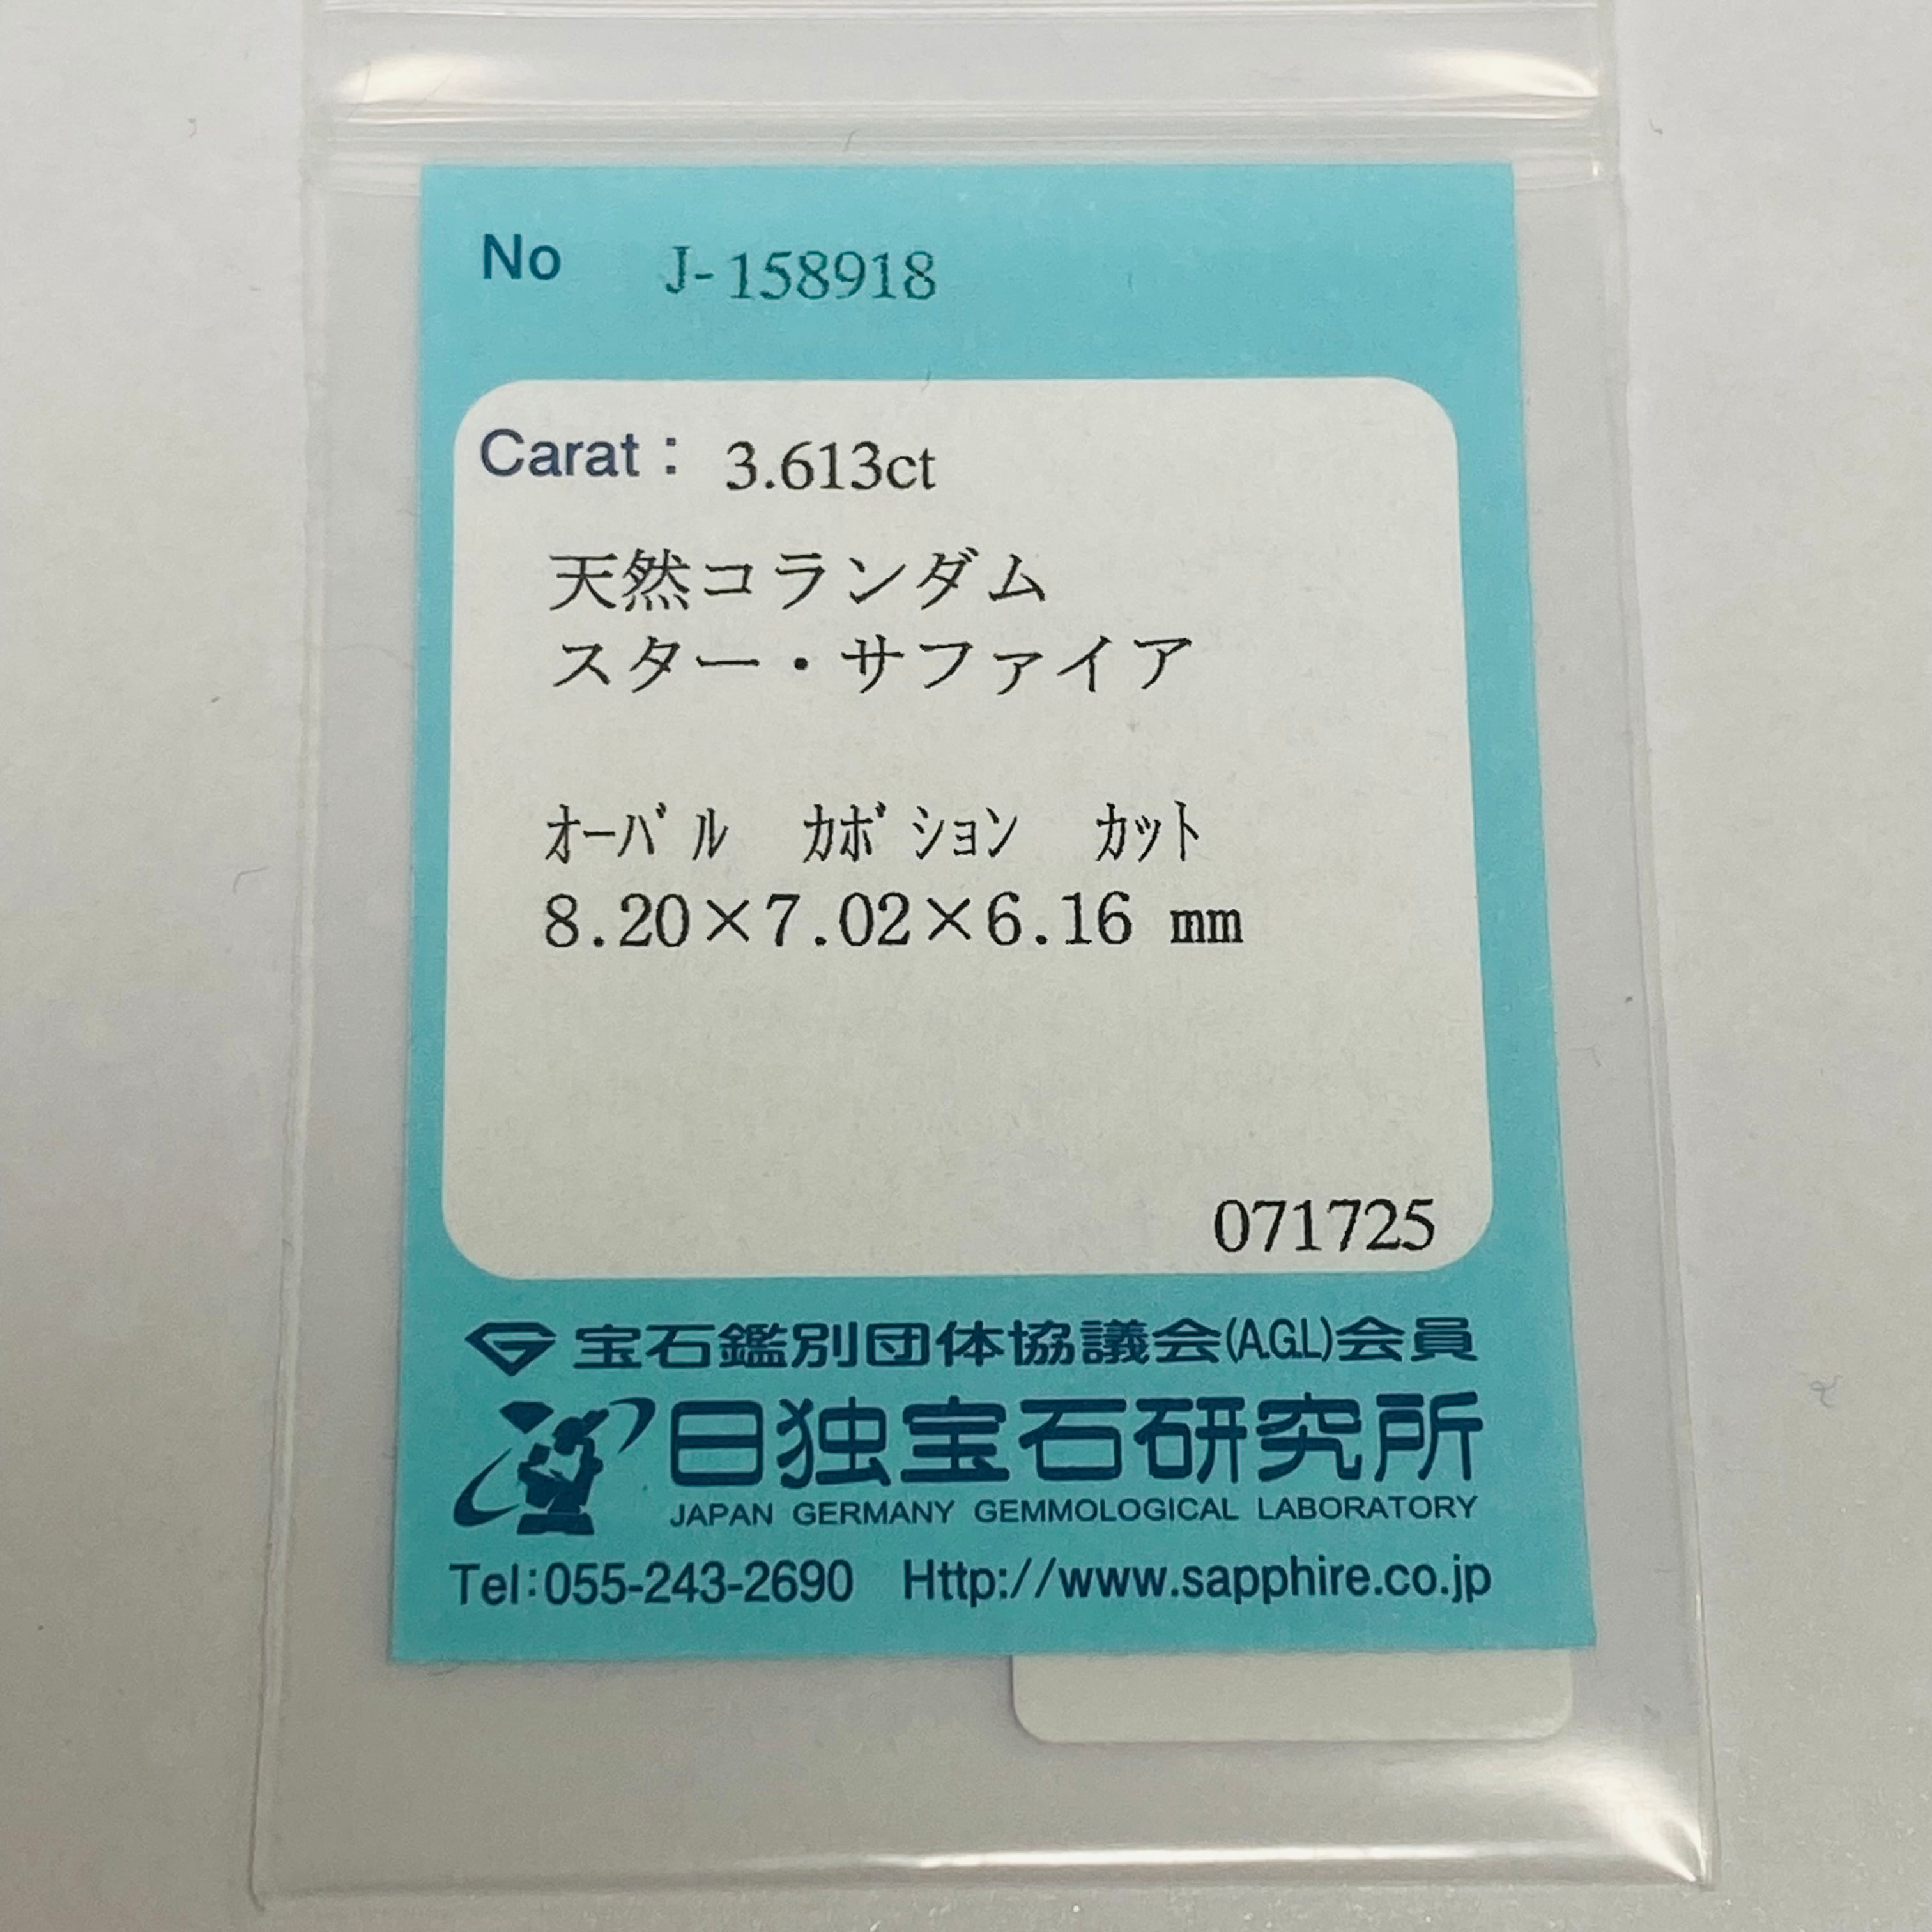 No J-158918
Carat： 3.613ct
天然コランダム
スター・サファイア
ｵｰﾊﾞﾙ ｶﾎﾞｼｮﾝ ｶｯﾄ
8.20×7.02×6.16 mm
071725
宝石鑑別団体協議会(AGL)会員
日独宝石研究所
JAPAN GERMANY GEMMOLOGICAL LABORATORY
Tel:055-243-2690 Http://www.sapphire.co.jp